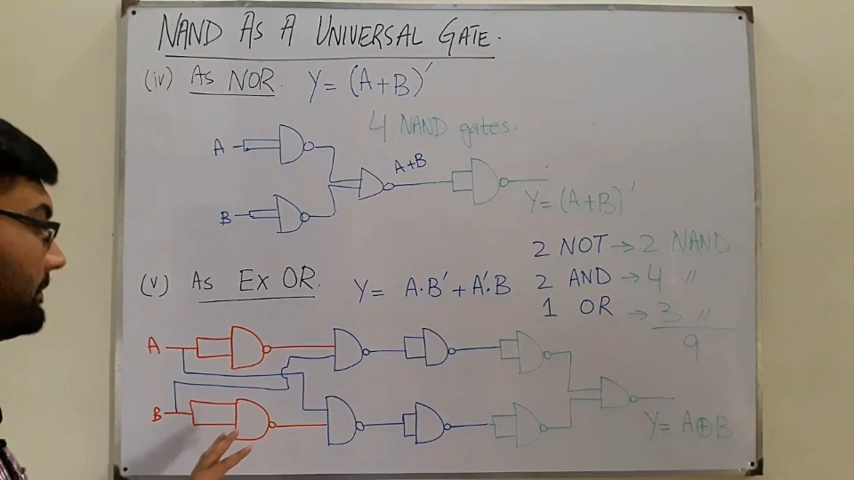 NAND AS A UNIVERSAL GATE.
(iv) As NOR. Y = (A+B)'
4 NAND gates.
A
A+B
B
Y = (A+B)'
2 NOT → 2 NAND
(v) As Ex OR. Y = A·B' + A'·B
2 AND → 4 "
1 OR → 3 "
9
A
B
Y = A⊕B